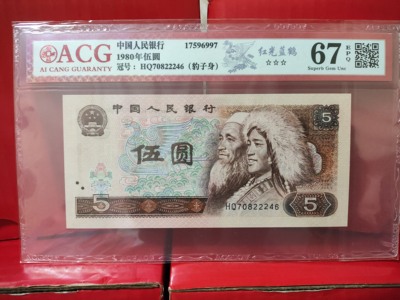 ACG
AI CANG GUARANTY
中国人民银行 17596997
1980年伍圆
冠号：HQ70822246 (豹子身)
红光蓝鹤
☆☆☆
67 EPQ
Superb Gem Unc
中国人民银行
5
伍圆
5
HQ70822246
5